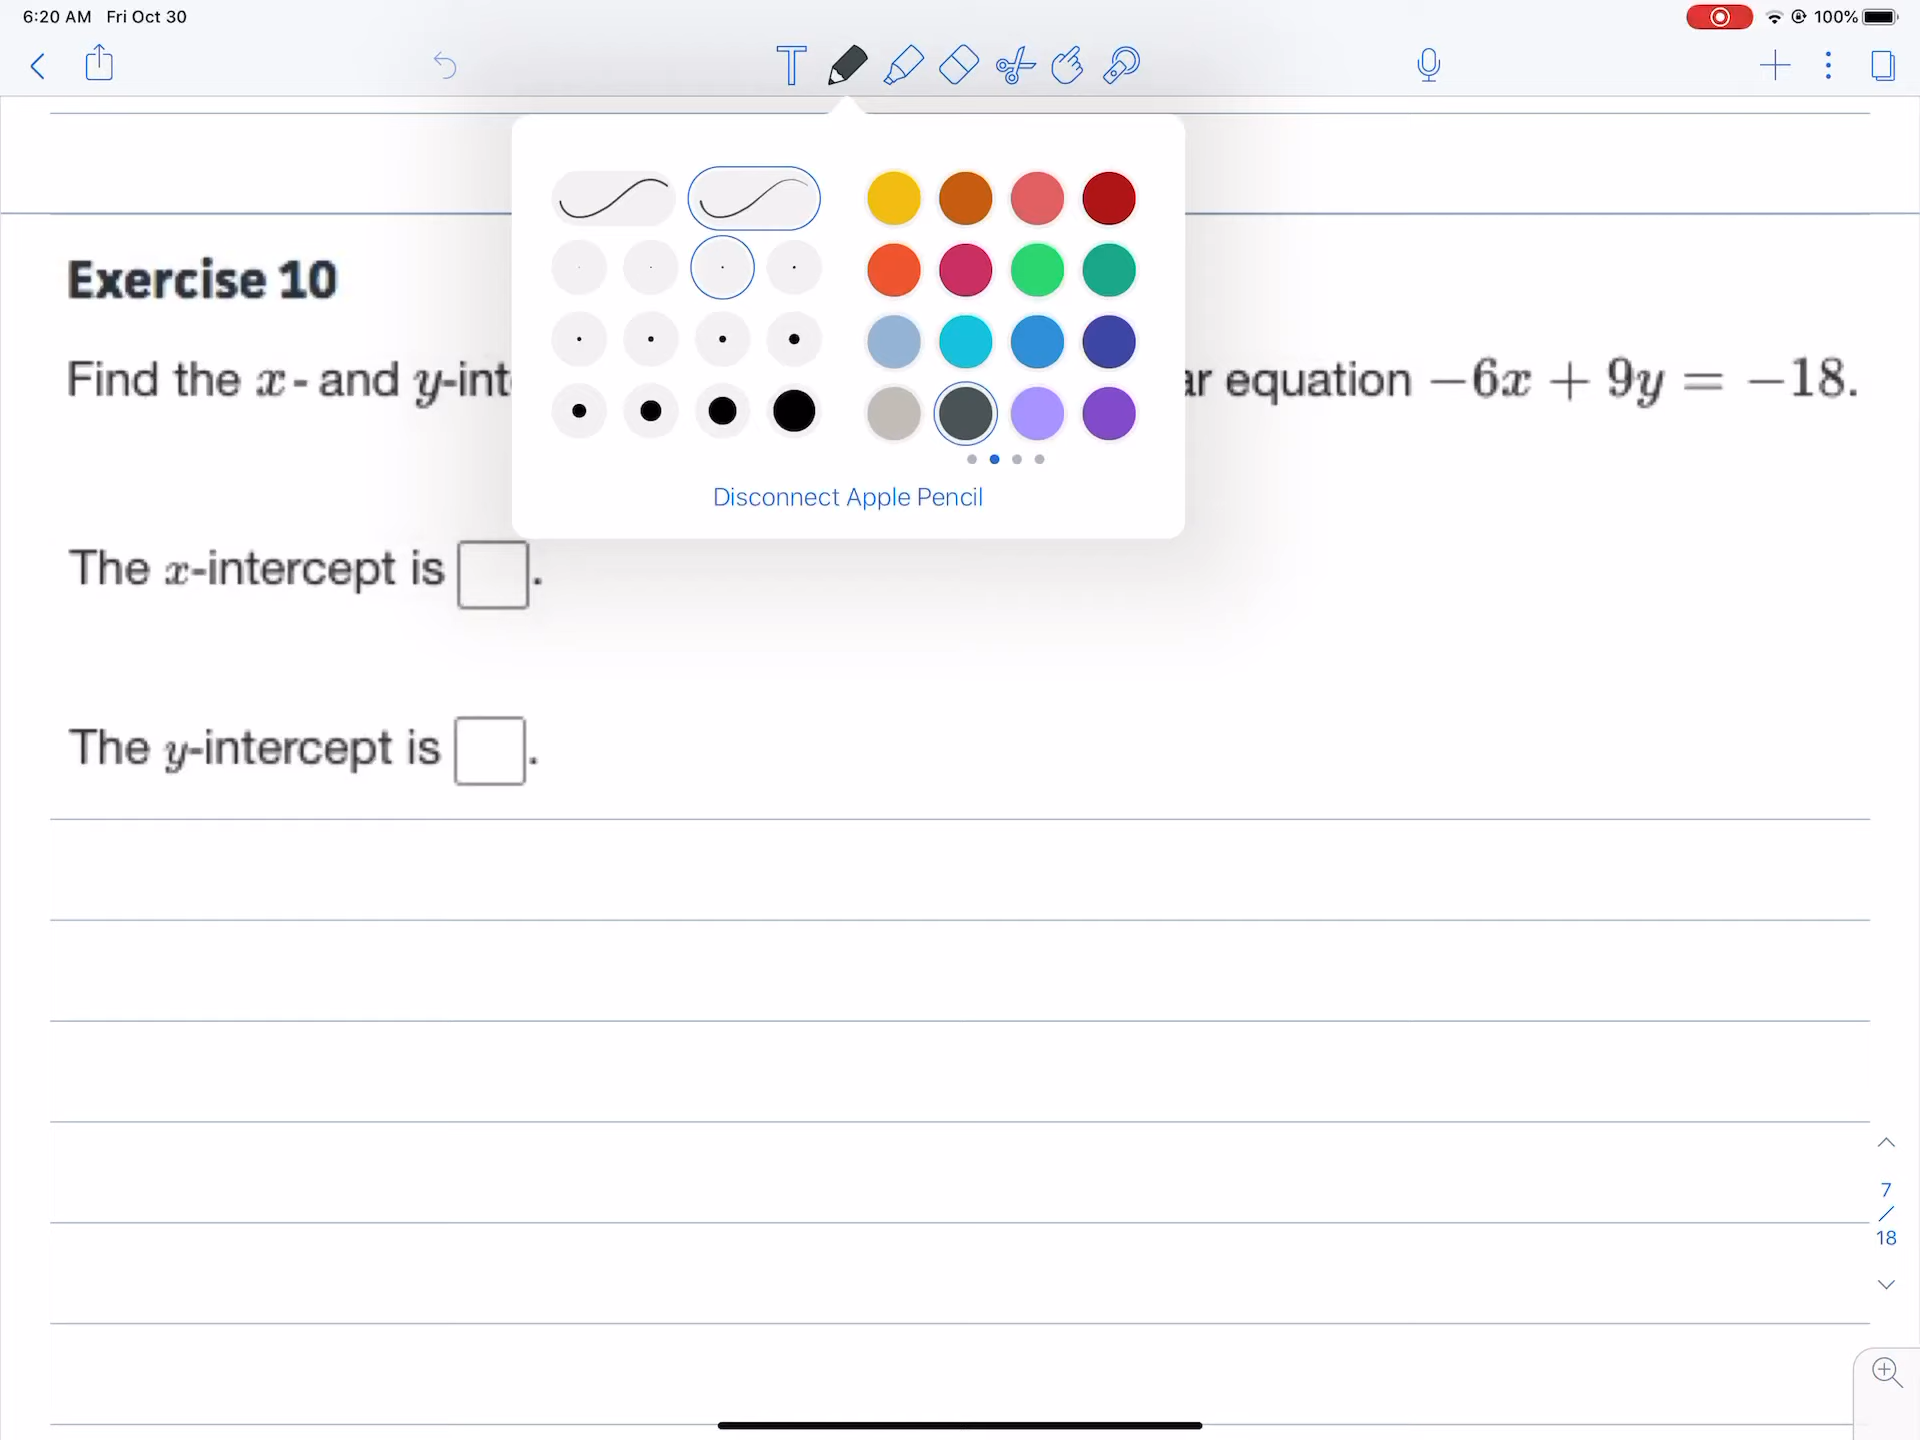 6:20 AM Fri Oct 30
100%
T
Exercise 10
Find the x- and y-int
ar equation −6x + 9y = −18.
Disconnect Apple Pencil
The x-intercept is .
The y-intercept is .
7
/
18